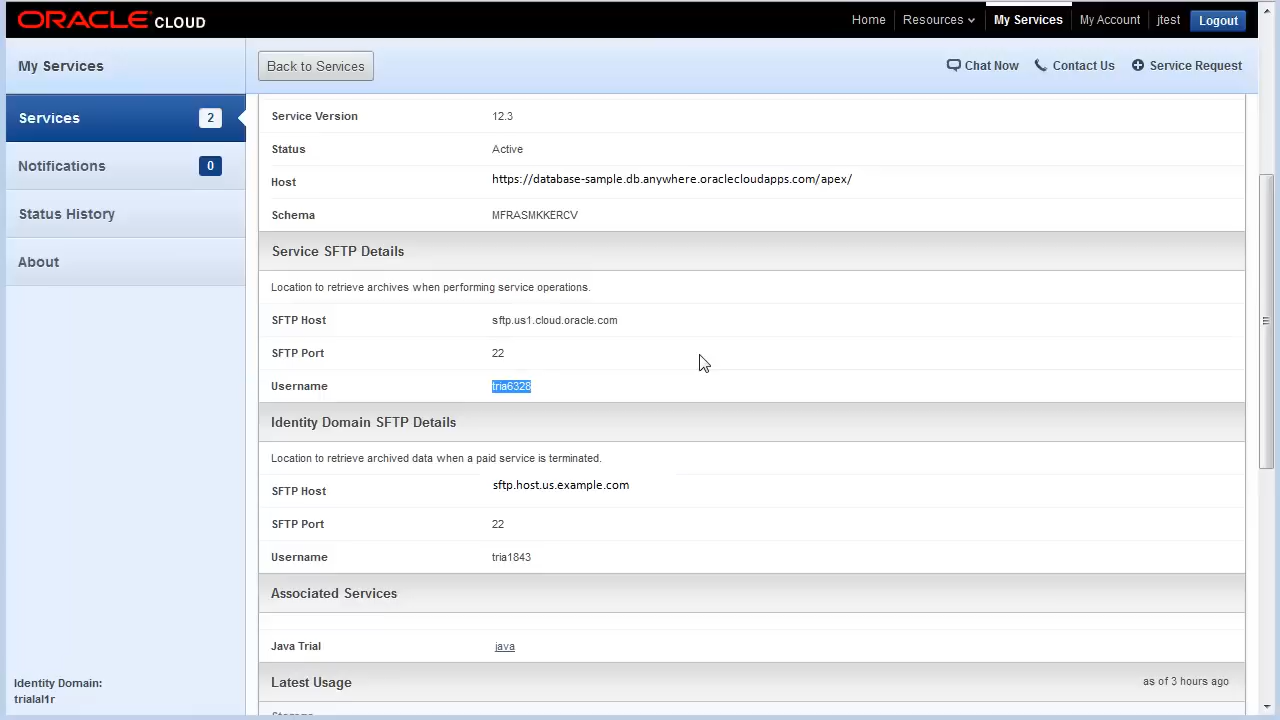 ORACLE CLOUD
Home Resources My Services My Account jtest Logout
My Services
Back to Services
Chat Now Contact Us Service Request
Services 2
Notifications 0
Status History
About
Service Version 12.3
Status Active
Host https://database-sample.db.anywhere.oraclecloudapps.com/apex/
Schema MFRASMKKERCV
Service SFTP Details
Location to retrieve archives when performing service operations.
SFTP Host sftp.us1.cloud.oracle.com
SFTP Port 22
Username tria6328
Identity Domain SFTP Details
Location to retrieve archived data when a paid service is terminated.
SFTP Host sftp.host.us.example.com
SFTP Port 22
Username tria1843
Associated Services
Java Trial java
Latest Usage as of 3 hours ago
Storage
Identity Domain:
trialal1r